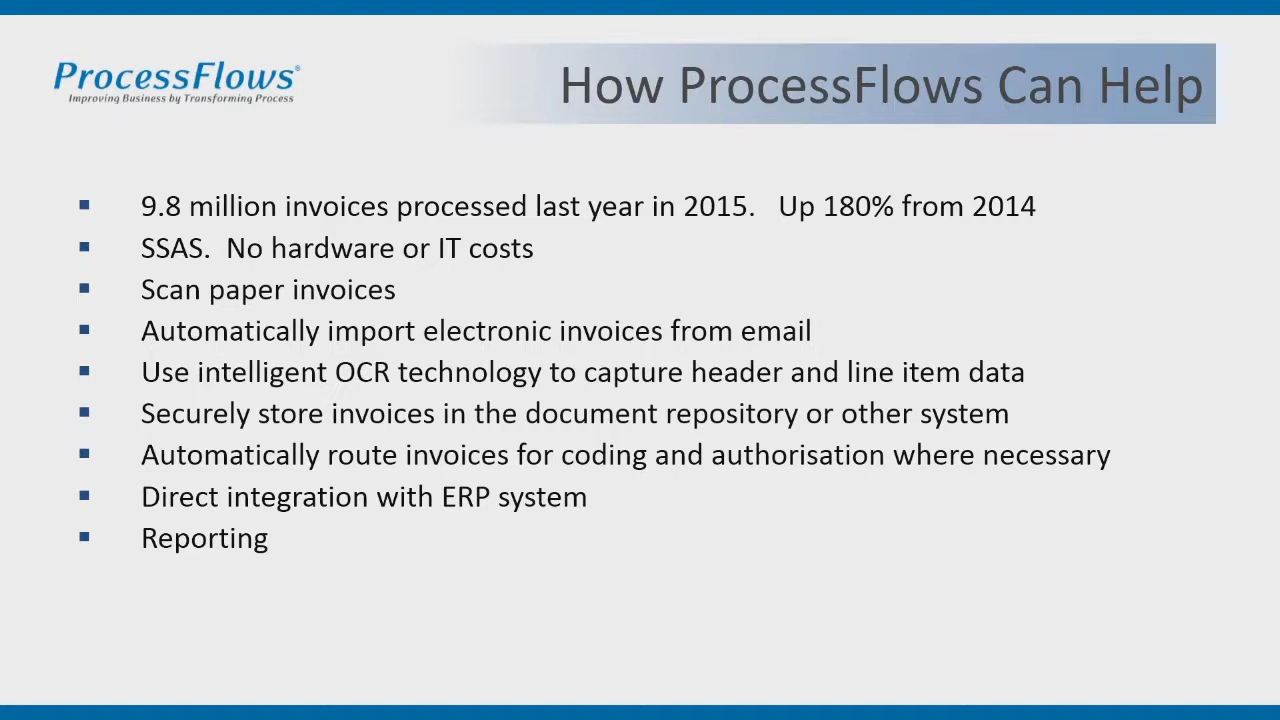 ProcessFlows®
Improving Business by Transforming Process
How ProcessFlows Can Help
▪ 9.8 million invoices processed last year in 2015. Up 180% from 2014
▪ SSAS. No hardware or IT costs
▪ Scan paper invoices
▪ Automatically import electronic invoices from email
▪ Use intelligent OCR technology to capture header and line item data
▪ Securely store invoices in the document repository or other system
▪ Automatically route invoices for coding and authorisation where necessary
▪ Direct integration with ERP system
▪ Reporting